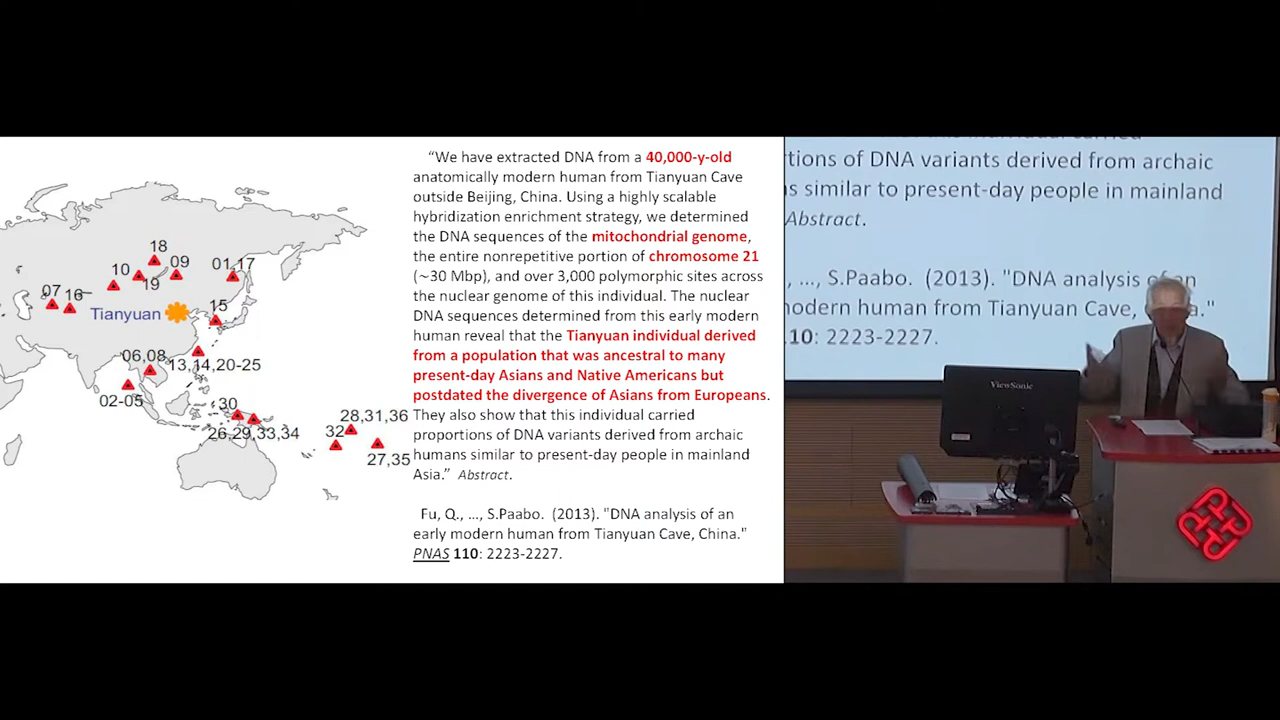 18
10
09
01,17
19
07
16
Tianyuan
15
06,08
13,14,20-25
02-05
30
28,31,36
32
26,29,33,34
27,35
“We have extracted DNA from a 40,000-y-old
anatomically modern human from Tianyuan Cave
outside Beijing, China. Using a highly scalable
hybridization enrichment strategy, we determined
the DNA sequences of the mitochondrial genome,
the entire nonrepetitive portion of chromosome 21
(~30 Mbp), and over 3,000 polymorphic sites across
the nuclear genome of this individual. The nuclear
DNA sequences determined from this early modern
human reveal that the Tianyuan individual derived
from a population that was ancestral to many
present-day Asians and Native Americans but
postdated the divergence of Asians from Europeans.
They also show that this individual carried
proportions of DNA variants derived from archaic
humans similar to present-day people in mainland
Asia.” Abstract.
Fu, Q., ..., S.Paabo. (2013). "DNA analysis of an
early modern human from Tianyuan Cave, China."
PNAS 110: 2223-2227.
rtions of DNA variants derived from archaic
s similar to present-day people in mainland
Abstract.
., ..., S.Paabo. (2013). "DNA analysis of an
modern human from Tianyuan Cave, a."
10: 2223-2227.
ViewSonic